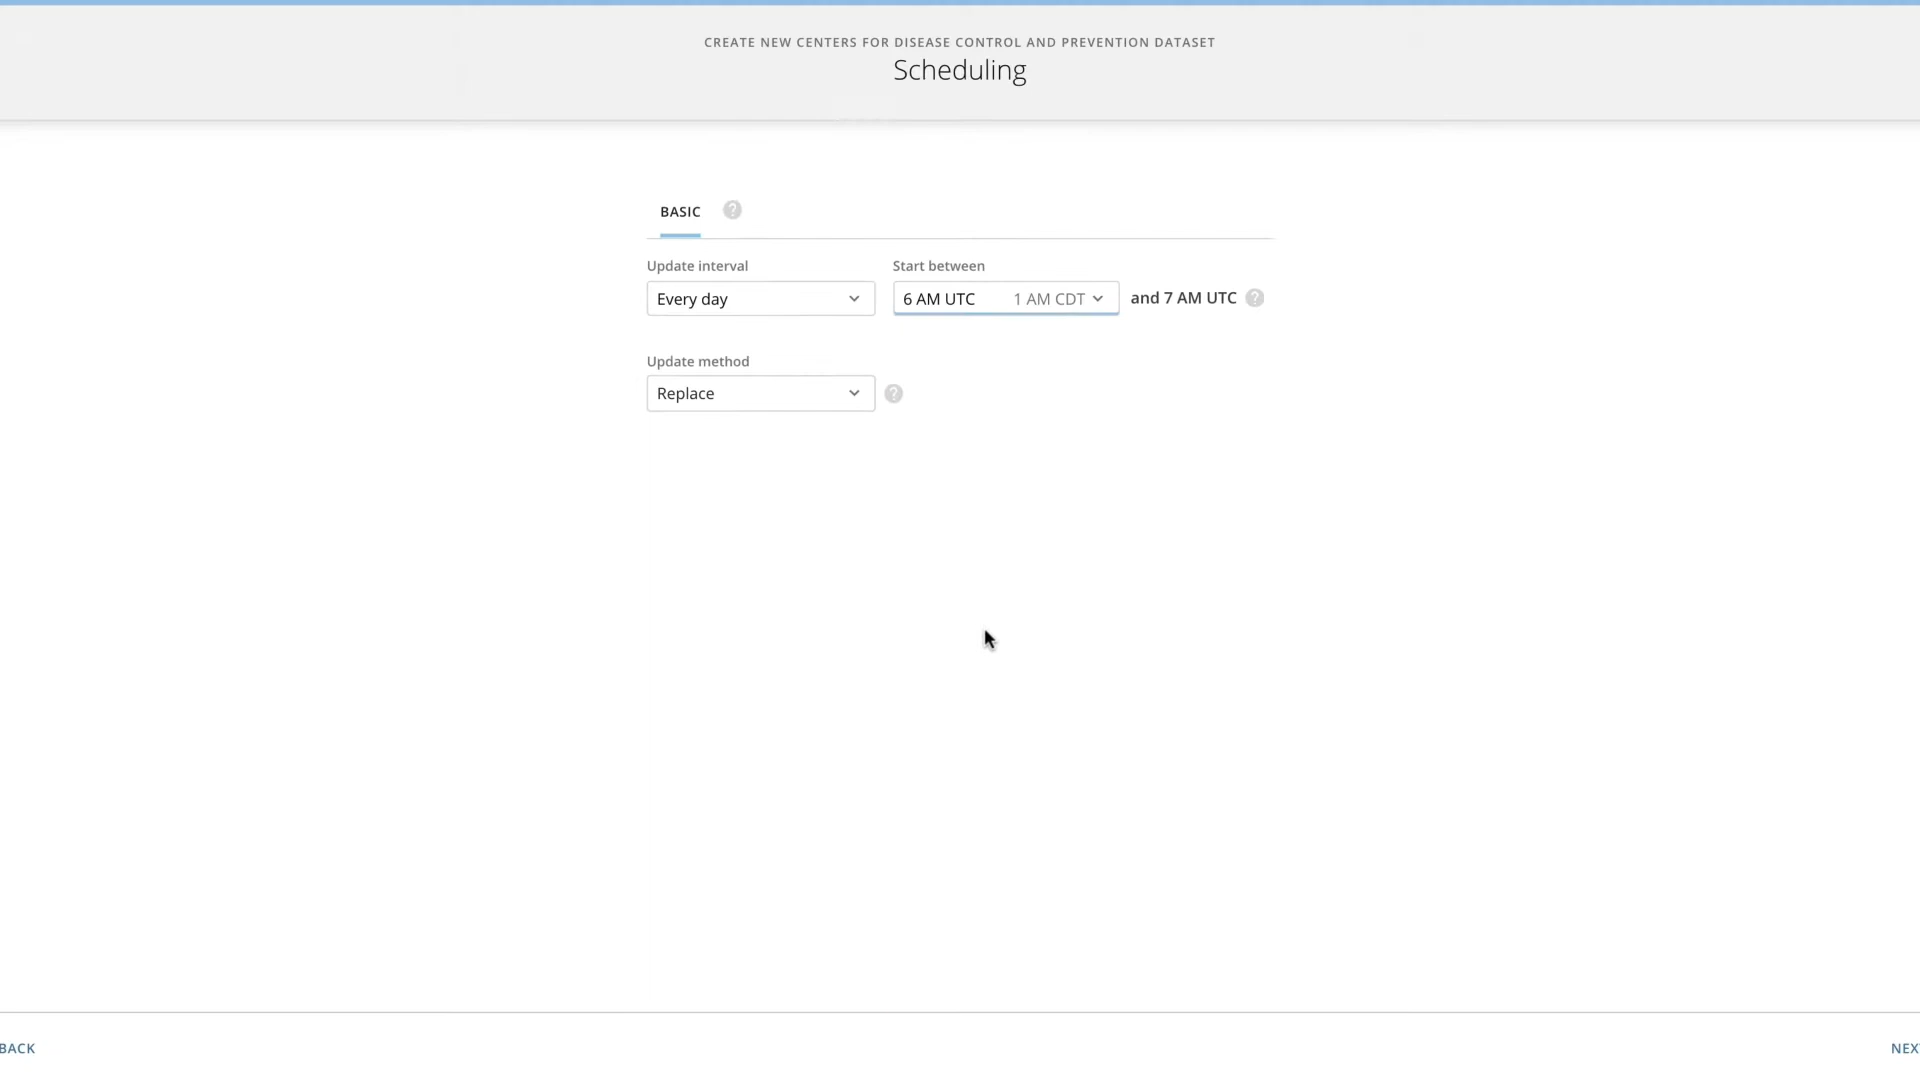 CREATE NEW CENTERS FOR DISEASE CONTROL AND PREVENTION DATASET
Scheduling
BASIC ?
Update interval
Start between
Every day
6 AM UTC 1 AM CDT and 7 AM UTC ?
Update method
Replace ?
BACK
NEX